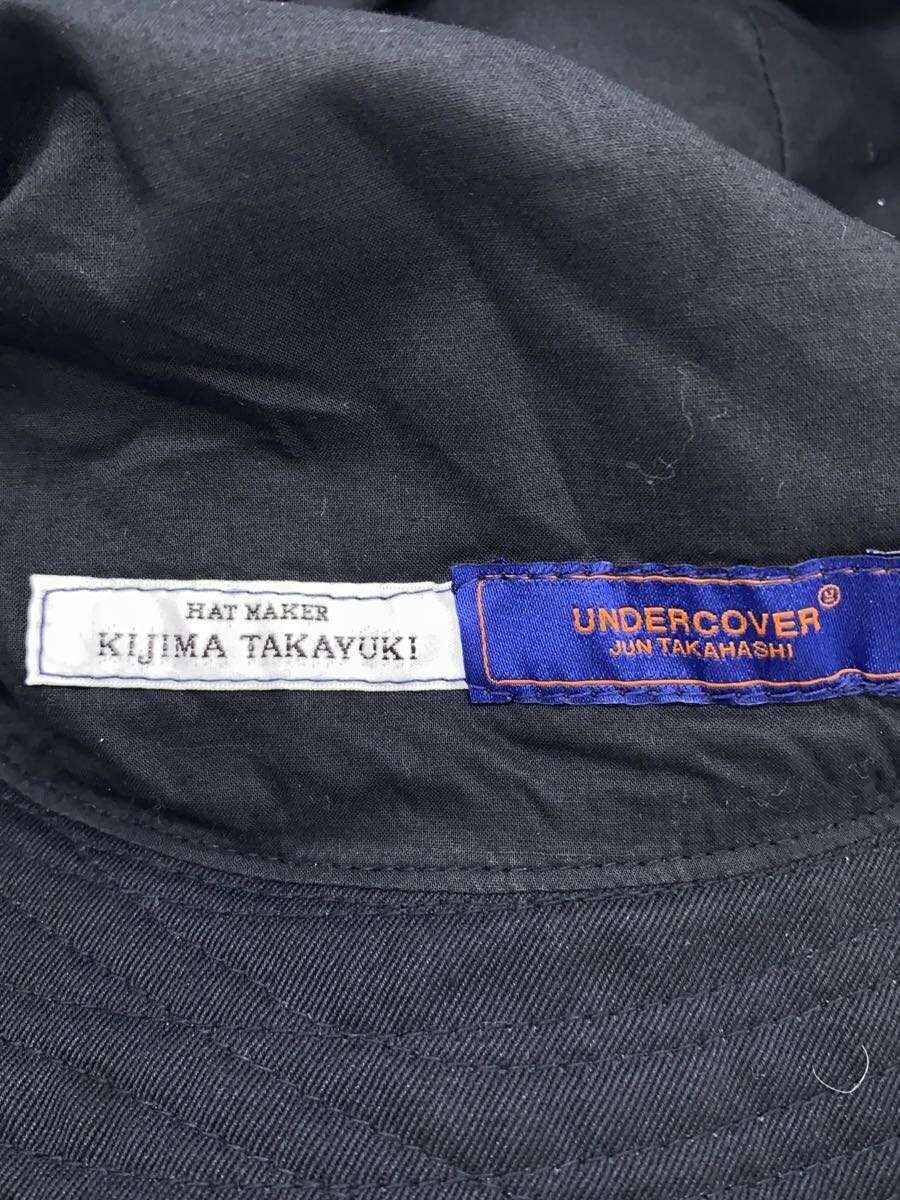 HAT MAKER
KIJIMA TAKAYUKI
UNDERCOVER®
JUN TAKAHASHI